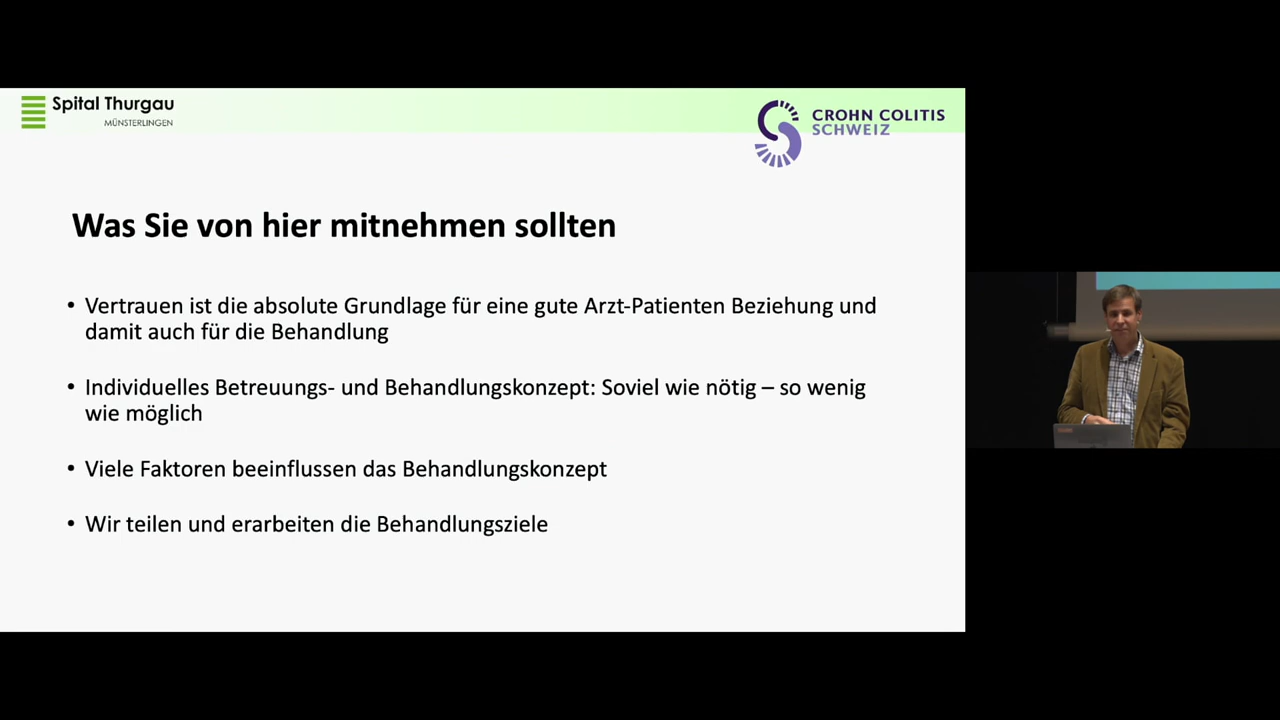 Spital Thurgau
MÜNSTERLINGEN
CROHN COLITIS
SCHWEIZ
Was Sie von hier mitnehmen sollten
• Vertrauen ist die absolute Grundlage für eine gute Arzt-Patienten Beziehung und
damit auch für die Behandlung
• Individuelles Betreuungs- und Behandlungskonzept: Soviel wie nötig – so wenig
wie möglich
• Viele Faktoren beeinflussen das Behandlungskonzept
• Wir teilen und erarbeiten die Behandlungsziele